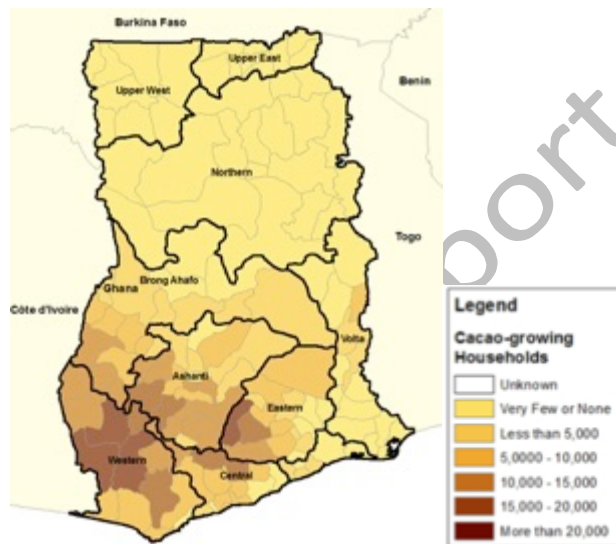 Burkina Faso
Upper East
Benin
Upper West
Northern
Togo
Brong Ahafo
Ghana
Côte d'Ivoire
Volta
Ashanti
Eastern
Western
Central
port
Legend
Cacao-growing
Households
Unknown
Very Few or None
Less than 5,000
5,0000 - 10,000
10,000 - 15,000
15,000 - 20,000
More than 20,000